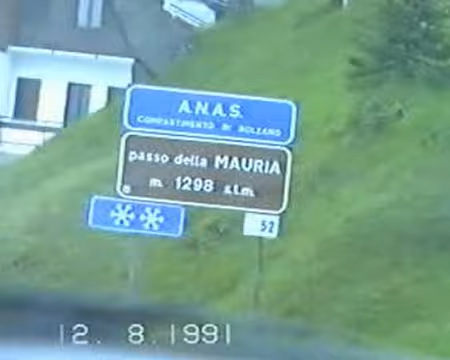 A.N.A.S.
COMPARTIMENTO DI BOLZANO
passo della MAURIA
m. 1298 s.l.m.
52
12. 8.1991